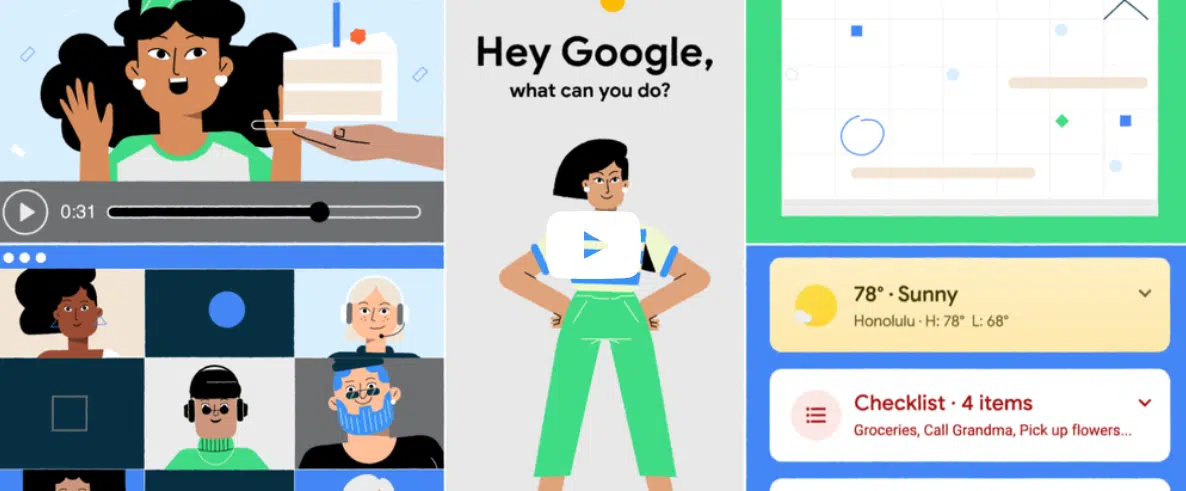 0:31
Hey Google,
what can you do?
78° · Sunny
Honolulu · H: 78° L: 68°
Checklist · 4 items
Groceries, Call Grandma, Pick up flowers...